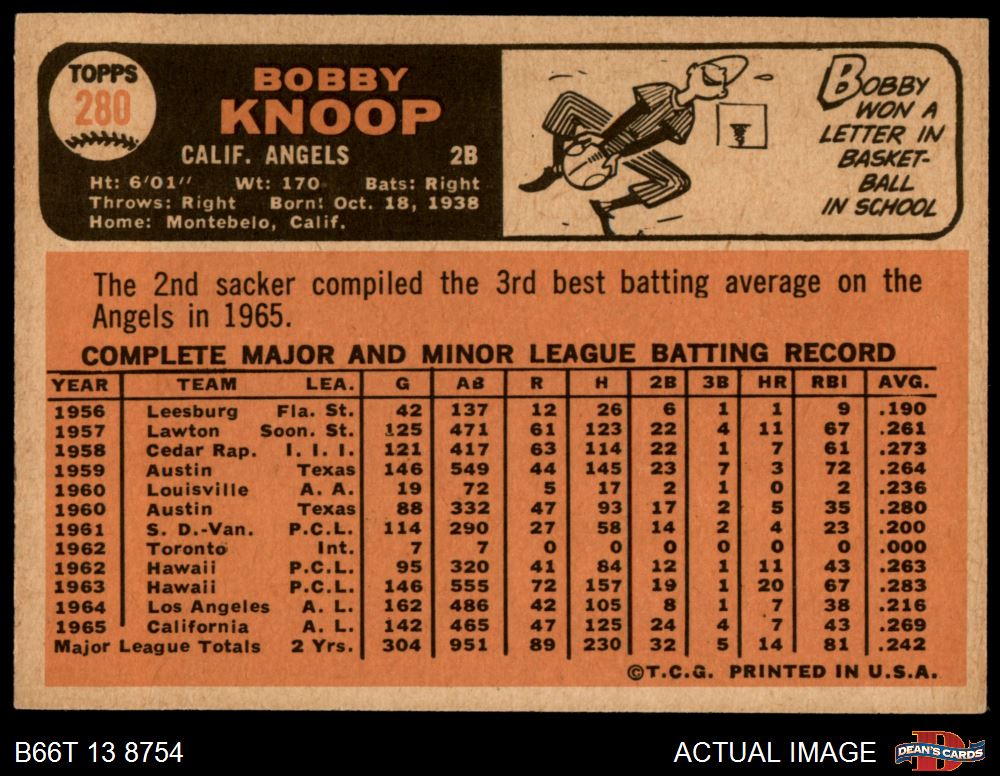 TOPPS
280
BOBBY
KNOOP
CALIF. ANGELS 2B
Ht: 6'01" Wt: 170 Bats: Right
Throws: Right Born: Oct. 18, 1938
Home: Montebelo, Calif.
BOBBY
WON A
LETTER IN
BASKET-
BALL
IN SCHOOL
The 2nd sacker compiled the 3rd best batting average on the
Angels in 1965.
COMPLETE MAJOR AND MINOR LEAGUE BATTING RECORD
YEAR TEAM LEA. G AB R H 2B 3B HR RBI AVG.
1956 Leesburg Fla. St. 42 137 12 26 6 1 1 9 .190
1957 Lawton Soon. St. 125 471 61 123 22 4 11 67 .261
1958 Cedar Rap. I. I. I. 121 417 63 114 22 1 7 61 .273
1959 Austin Texas 146 549 44 145 23 7 3 72 .264
1960 Louisville A. A. 19 72 5 17 2 1 0 2 .236
1960 Austin Texas 88 332 47 93 17 2 5 35 .280
1961 S. D.-Van. P.C.L. 114 290 27 58 14 2 4 23 .200
1962 Toronto Int. 7 7 0 0 0 0 0 0 .000
1962 Hawaii P.C.L. 95 320 41 84 12 1 11 43 .263
1963 Hawaii P.C.L. 146 555 72 157 19 1 20 67 .283
1964 Los Angeles A. L. 162 486 42 105 8 1 7 38 .216
1965 California A. L. 142 465 47 125 24 4 7 43 .269
Major League Totals 2 Yrs. 304 951 89 230 32 5 14 81 .242
©T.C.G. PRINTED IN U.S.A.
B66T 13 8754 ACTUAL IMAGE DEAN'S CARDS